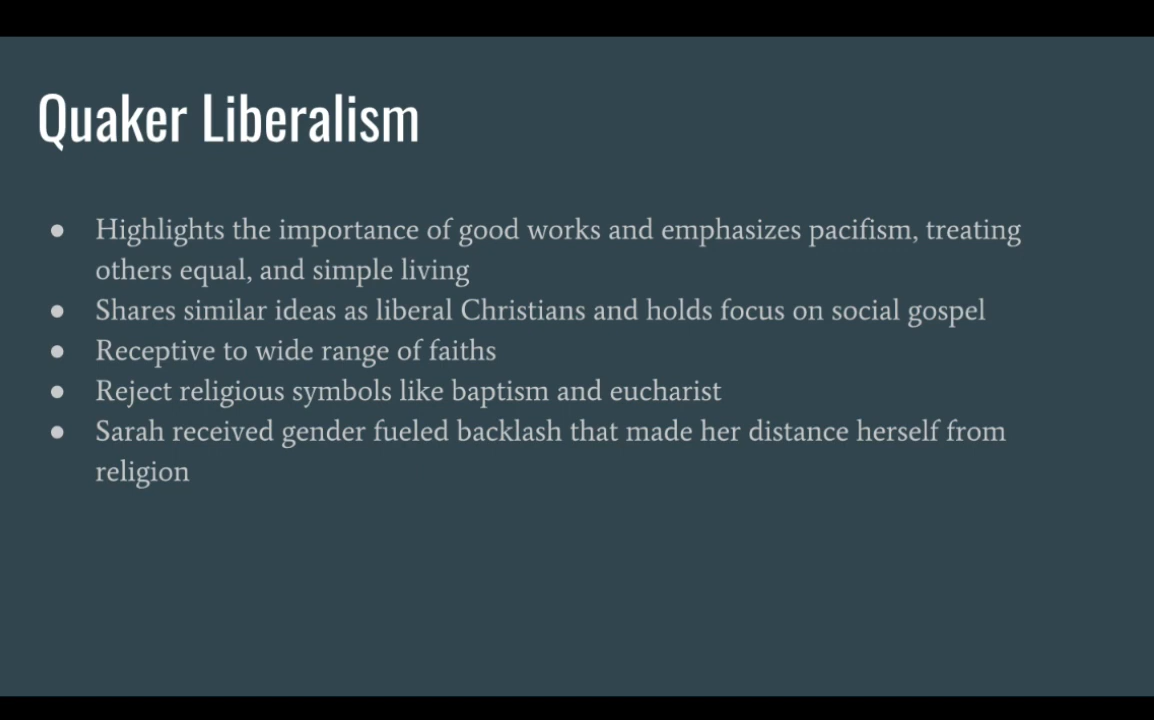 Quaker Liberalism
● Highlights the importance of good works and emphasizes pacifism, treating
others equal, and simple living
● Shares similar ideas as liberal Christians and holds focus on social gospel
● Receptive to wide range of faiths
● Reject religious symbols like baptism and eucharist
● Sarah received gender fueled backlash that made her distance herself from
religion